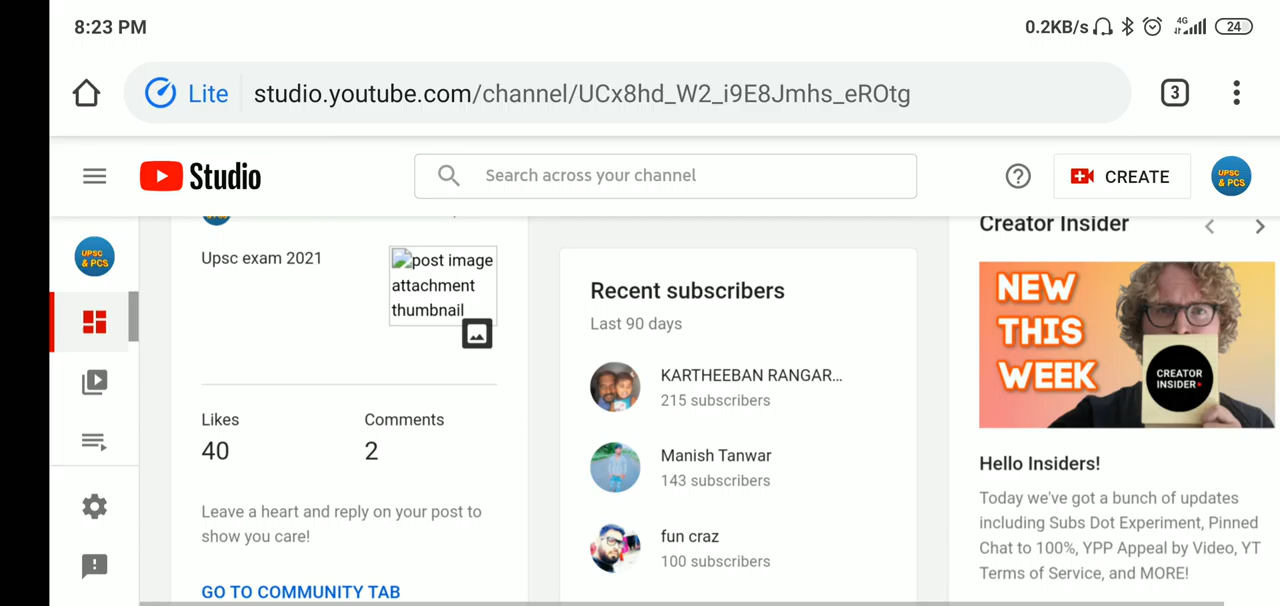 8:23 PM
0.2KB/s
4G
24
Lite
studio.youtube.com/channel/UCx8hd_W2_i9E8Jmhs_eROtg
3
Studio
Search across your channel
CREATE
UPSC
& PCS
UPSC
& PCS
Upsc exam 2021
post image
attachment
thumbnail
Likes
Comments
40
2
Leave a heart and reply on your post to
show you care!
GO TO COMMUNITY TAB
Recent subscribers
Last 90 days
KARTHEEBAN RANGAR...
215 subscribers
Manish Tanwar
143 subscribers
fun craz
100 subscribers
Creator Insider
NEW
THIS
WEEK
CREATOR
INSIDER
Hello Insiders!
Today we've got a bunch of updates
including Subs Dot Experiment, Pinned
Chat to 100%, YPP Appeal by Video, YT
Terms of Service, and MORE!